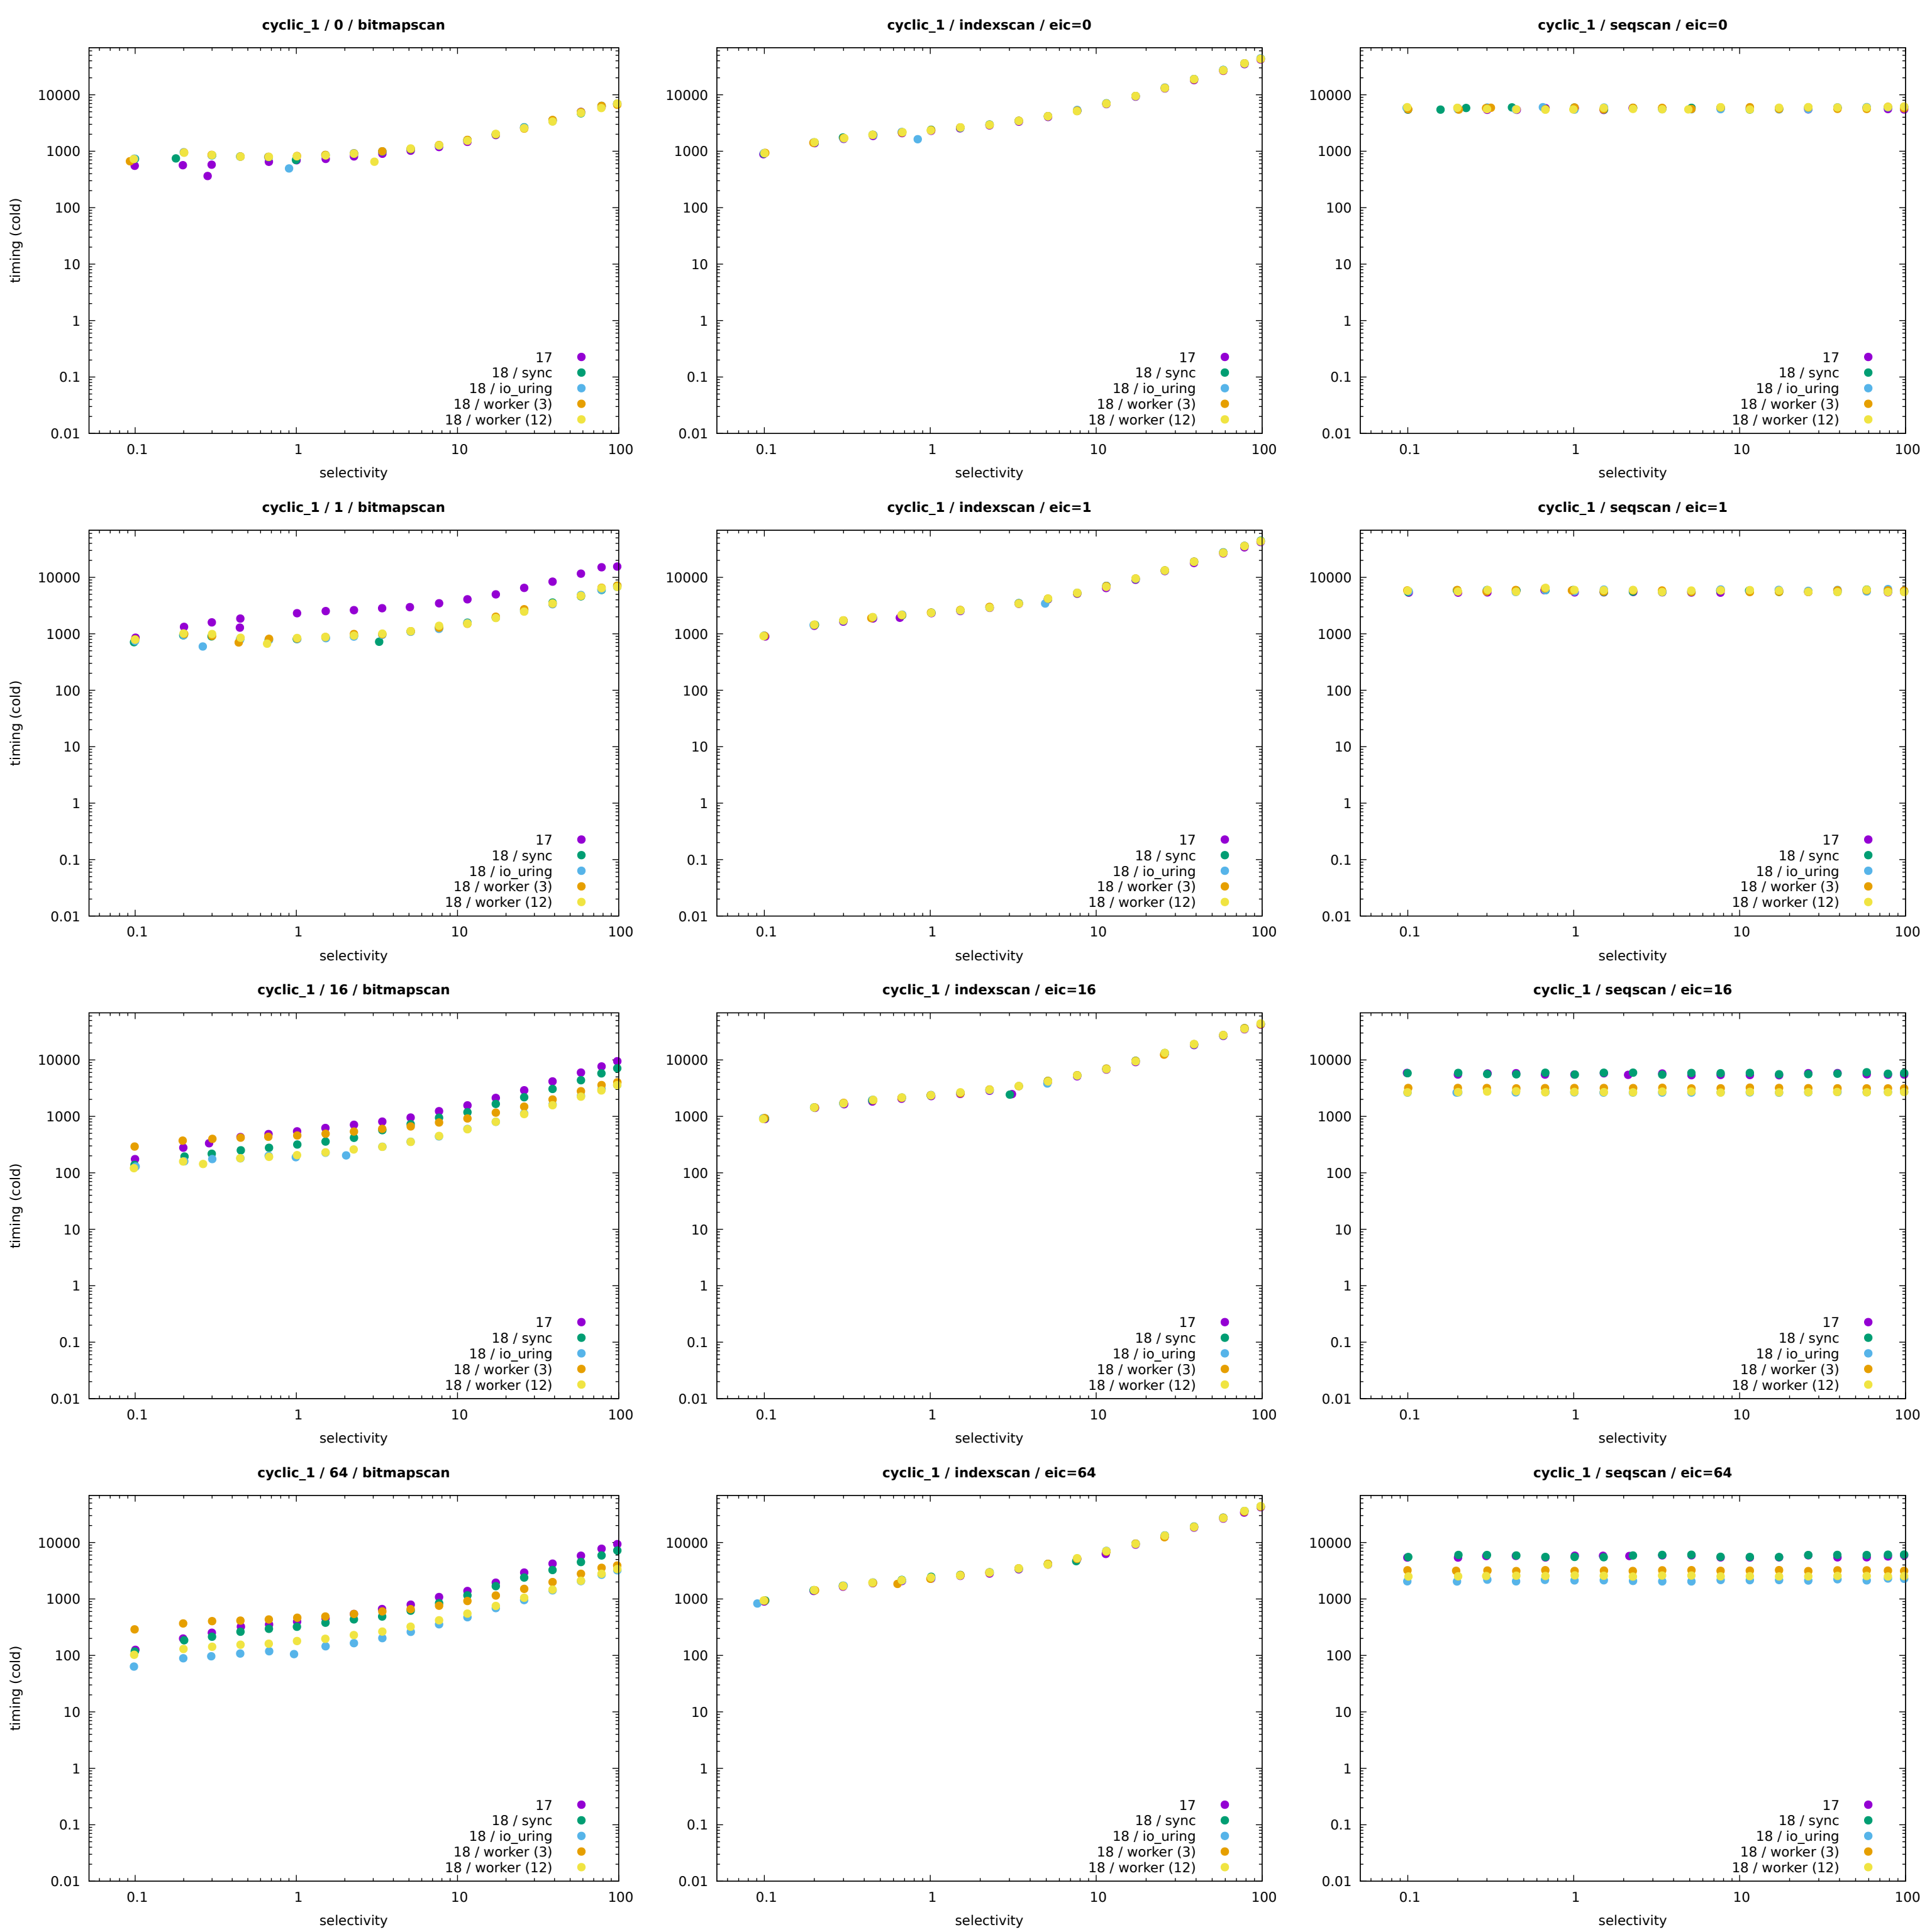 cyclic_1 / 0 / bitmapscan
timing (cold)
10000
1000
100
10
1
0.1
0.01
17
18 / sync
18 / io_uring
18 / worker (3)
18 / worker (12)
0.1 1 10 100
selectivity
cyclic_1 / indexscan / eic=0
10000
1000
100
10
1
0.1
0.01
17
18 / sync
18 / io_uring
18 / worker (3)
18 / worker (12)
0.1 1 10 100
selectivity
cyclic_1 / seqscan / eic=0
10000
1000
100
10
1
0.1
0.01
17
18 / sync
18 / io_uring
18 / worker (3)
18 / worker (12)
0.1 1 10 100
selectivity
cyclic_1 / 1 / bitmapscan
timing (cold)
10000
1000
100
10
1
0.1
0.01
17
18 / sync
18 / io_uring
18 / worker (3)
18 / worker (12)
0.1 1 10 100
selectivity
cyclic_1 / indexscan / eic=1
10000
1000
100
10
1
0.1
0.01
17
18 / sync
18 / io_uring
18 / worker (3)
18 / worker (12)
0.1 1 10 100
selectivity
cyclic_1 / seqscan / eic=1
10000
1000
100
10
1
0.1
0.01
17
18 / sync
18 / io_uring
18 / worker (3)
18 / worker (12)
0.1 1 10 100
selectivity
cyclic_1 / 16 / bitmapscan
timing (cold)
10000
1000
100
10
1
0.1
0.01
17
18 / sync
18 / io_uring
18 / worker (3)
18 / worker (12)
0.1 1 10 100
selectivity
cyclic_1 / indexscan / eic=16
10000
1000
100
10
1
0.1
0.01
17
18 / sync
18 / io_uring
18 / worker (3)
18 / worker (12)
0.1 1 10 100
selectivity
cyclic_1 / seqscan / eic=16
10000
1000
100
10
1
0.1
0.01
17
18 / sync
18 / io_uring
18 / worker (3)
18 / worker (12)
0.1 1 10 100
selectivity
cyclic_1 / 64 / bitmapscan
timing (cold)
10000
1000
100
10
1
0.1
0.01
17
18 / sync
18 / io_uring
18 / worker (3)
18 / worker (12)
0.1 1 10 100
selectivity
cyclic_1 / indexscan / eic=64
10000
1000
100
10
1
0.1
0.01
17
18 / sync
18 / io_uring
18 / worker (3)
18 / worker (12)
0.1 1 10 100
selectivity
cyclic_1 / seqscan / eic=64
10000
1000
100
10
1
0.1
0.01
17
18 / sync
18 / io_uring
18 / worker (3)
18 / worker (12)
0.1 1 10 100
selectivity